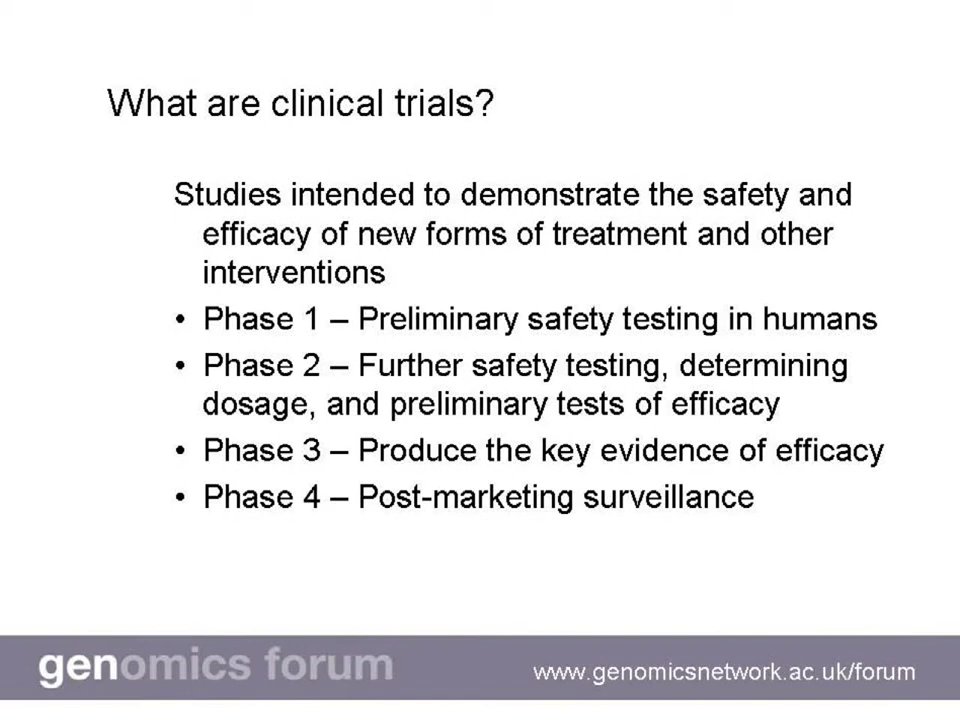 What are clinical trials?
Studies intended to demonstrate the safety and
efficacy of new forms of treatment and other
interventions
• Phase 1 – Preliminary safety testing in humans
• Phase 2 – Further safety testing, determining
dosage, and preliminary tests of efficacy
• Phase 3 – Produce the key evidence of efficacy
• Phase 4 – Post-marketing surveillance
genomics forum
www.genomicsnetwork.ac.uk/forum